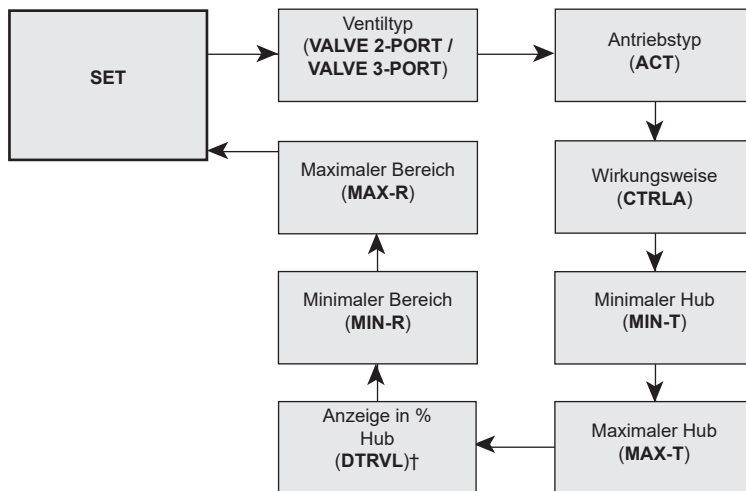 SET
Ventiltyp
(VALVE 2-PORT /
VALVE 3-PORT)
Antriebstyp
(ACT)
Wirkungsweise
(CTRLA)
Minimaler Hub
(MIN-T)
Maximaler Hub
(MAX-T)
Anzeige in %
Hub
(DTRVL)†
Minimaler Bereich
(MIN-R)
Maximaler Bereich
(MAX-R)